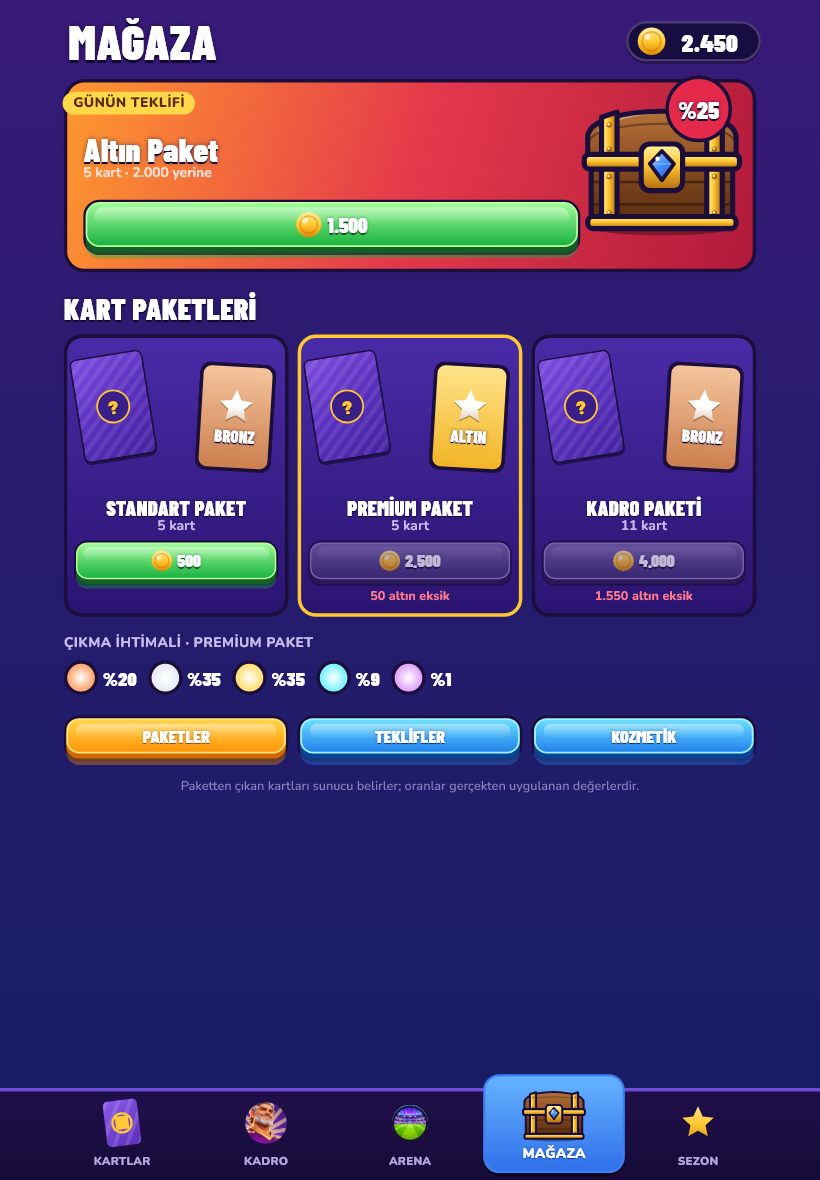 MAĞAZA
2.450
GÜNÜN TEKLİFİ
%25
Altın Paket
5 kart · 2.000 yerine
1.500
KART PAKETLERİ
? BRONZ
? ALTIN
? BRONZ
STANDART PAKET
5 kart
500
PREMİUM PAKET
5 kart
2.500
50 altın eksik
KADRO PAKETİ
11 kart
4.000
1.550 altın eksik
ÇIKMA İHTİMALİ · PREMIUM PAKET
%20 %35 %35 %9 %1
PAKETLER
TEKLİFLER
KOZMETİK
Paketten çıkan kartları sunucu belirler; oranlar gerçekten uygulanan değerlerdir.
KARTLAR
KADRO
ARENA
MAĞAZA
SEZON